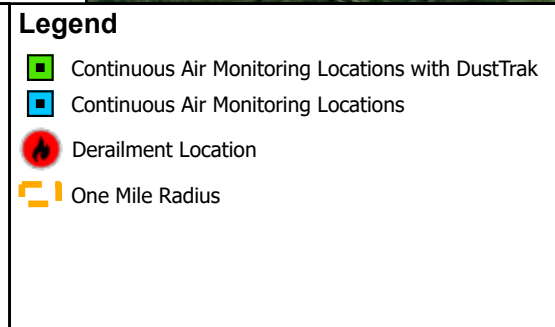 Legend
Continuous Air Monitoring Locations with DustTrak
Continuous Air Monitoring Locations
Derailment Location
One Mile Radius